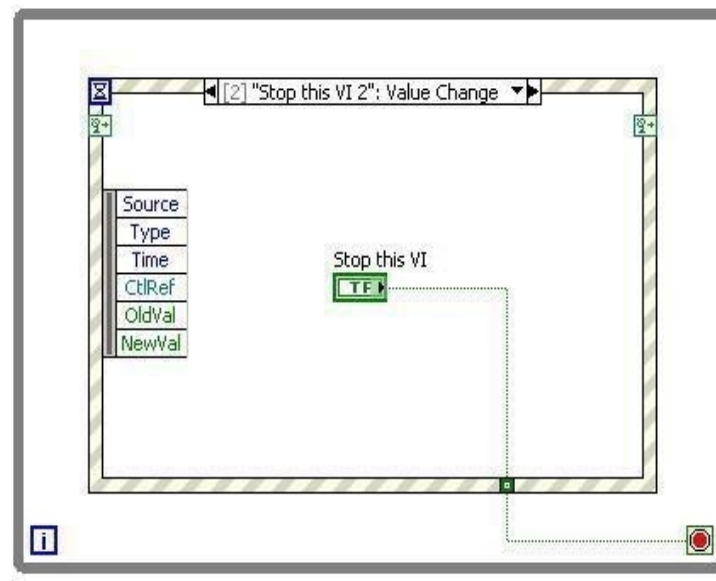 [2] "Stop this VI 2": Value Change
Source
Type
Time
CtlRef
OldVal
NewVal
Stop this VI
TF
i